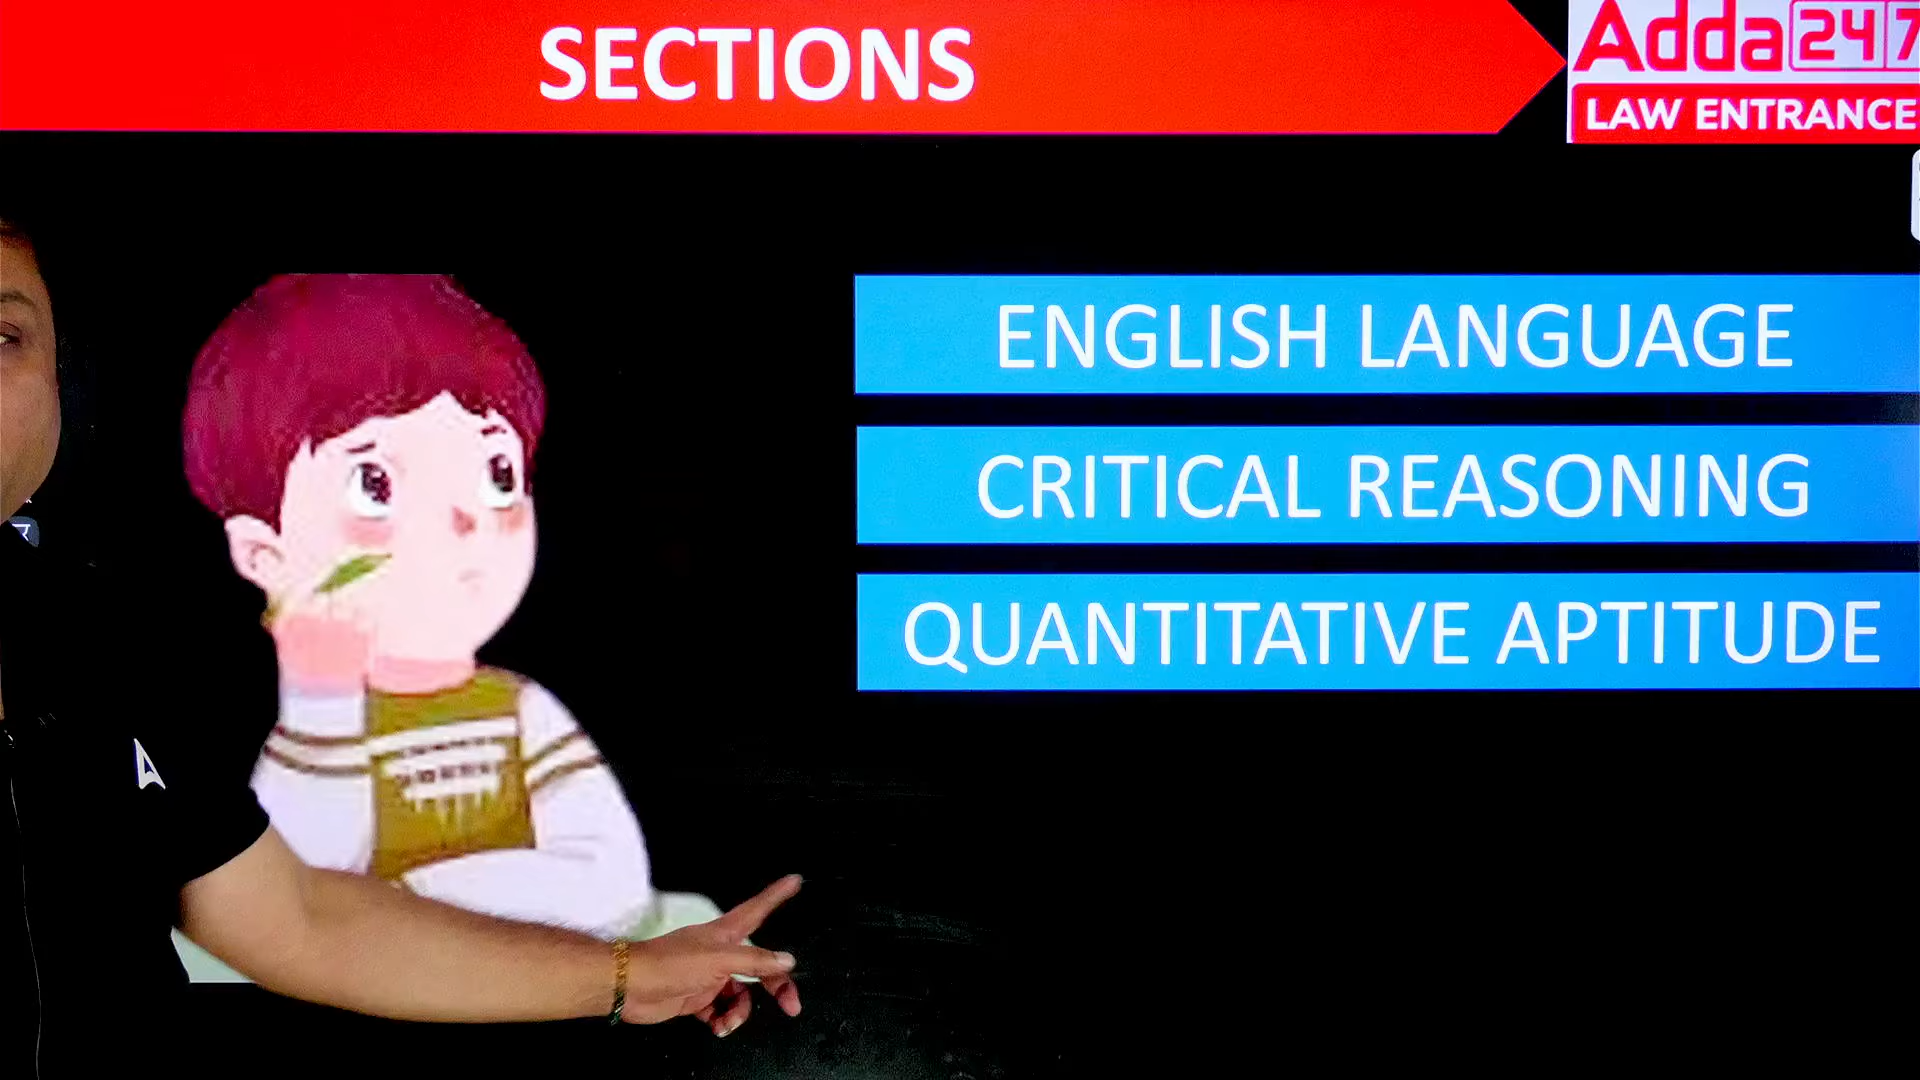 SECTIONS
Adda247
LAW ENTRANCE
ENGLISH LANGUAGE
CRITICAL REASONING
QUANTITATIVE APTITUDE